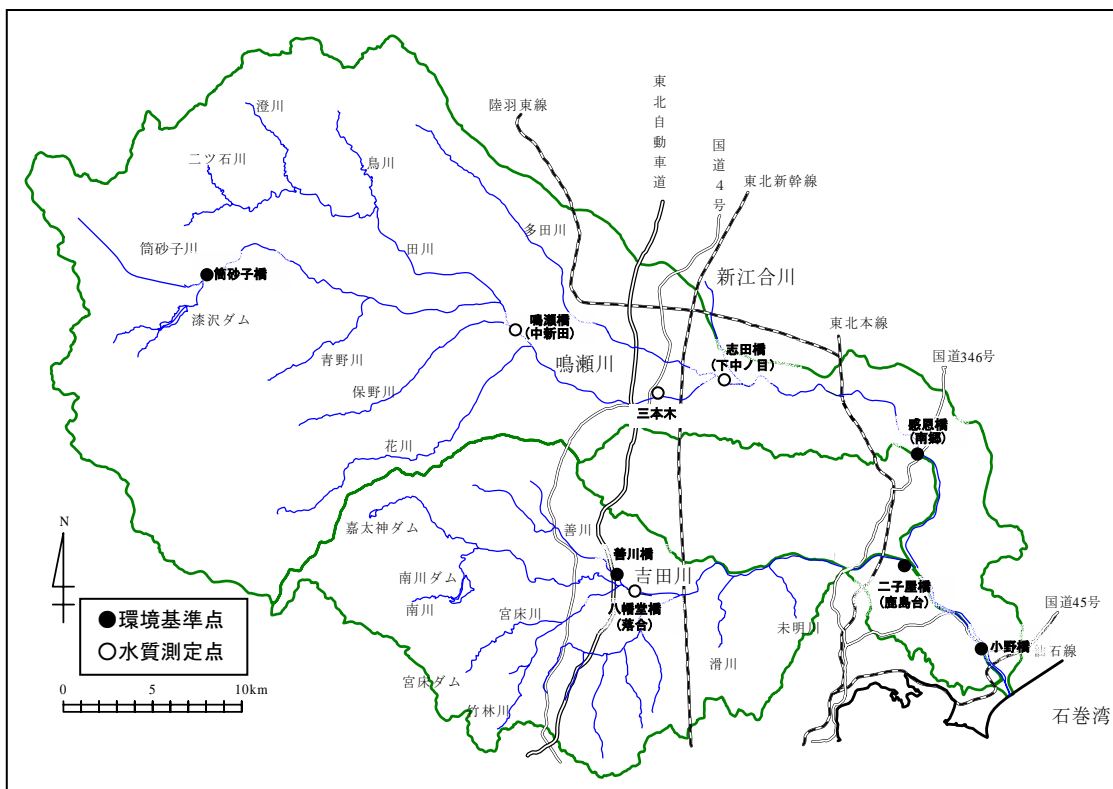 東北自動車道
陸羽東線
澄川
国道4号
二ツ石川
鳥川
東北新幹線
多田川
筒砂子川
田川
新江合川
筒砂子橋
漆沢ダム
鳴瀬橋
(中新田)
東北本線
志田橋
(下中ノ目)
国道346号
青野川
鳴瀬川
保野川
三本木
感恩橋
(南郷)
花川
嘉太神ダム
善川
N
善川橋
吉田川
南川ダム
二子屋橋
(鹿島台)
南川
宮床川
八幡堂橋
(落合)
国道45号
未明川
●環境基準点
小野橋
石線
○水質測定点
滑川
宮床ダム
0 5 10km
竹林川
石巻湾